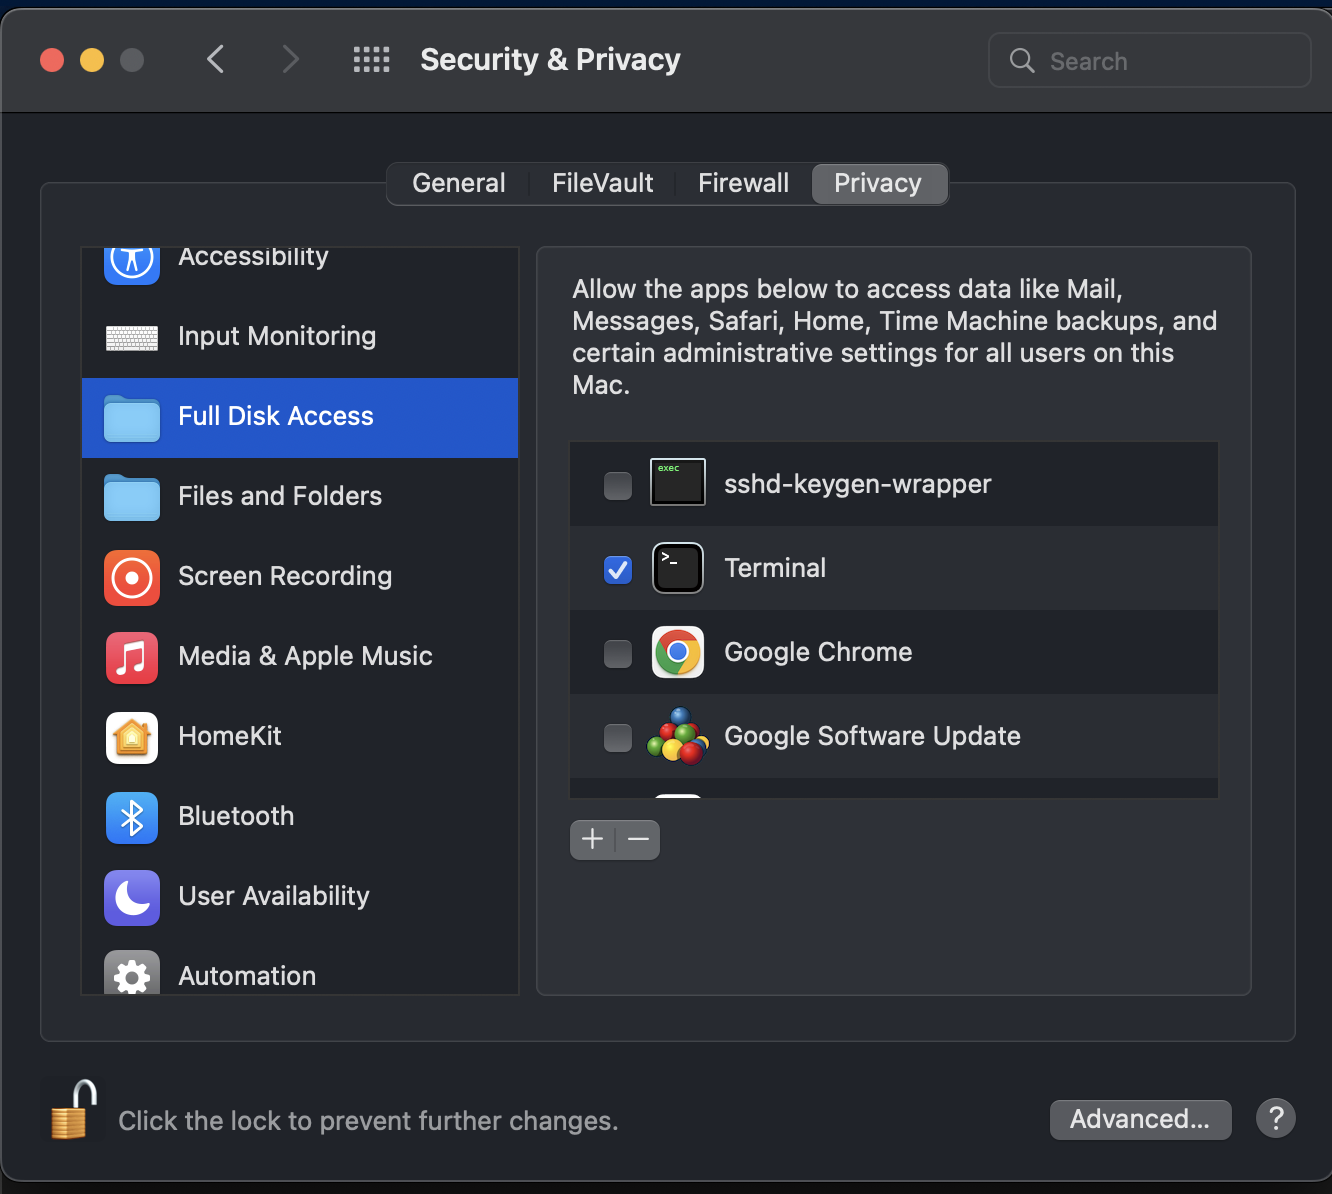 Security & Privacy
Search
General
FileVault
Firewall
Privacy
Accessibility
Input Monitoring
Full Disk Access
Files and Folders
Screen Recording
Media & Apple Music
HomeKit
Bluetooth
User Availability
Automation
Allow the apps below to access data like Mail,
Messages, Safari, Home, Time Machine backups, and
certain administrative settings for all users on this
Mac.
exec
sshd-keygen-wrapper
>_
Terminal
Google Chrome
Google Software Update
+ −
Click the lock to prevent further changes.
Advanced...
?